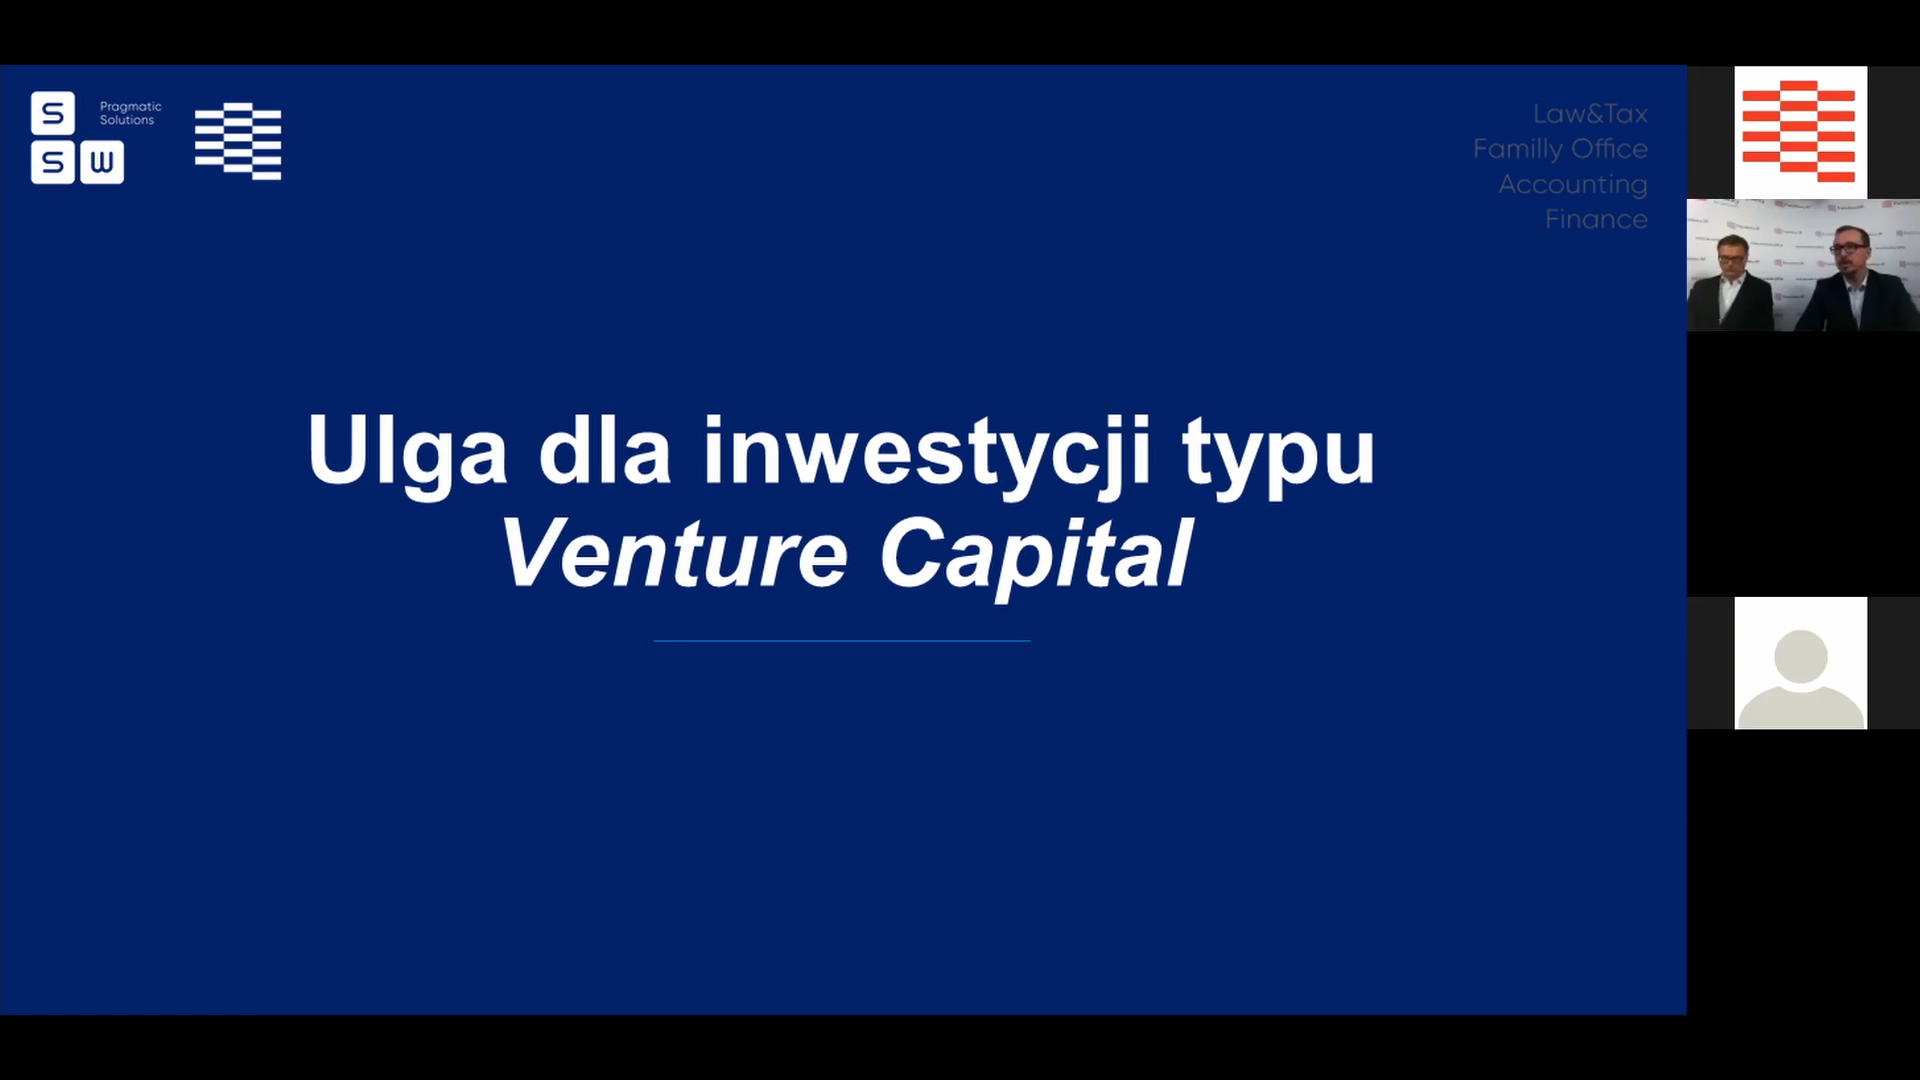 S
S W
Pragmatic
Solutions
Law&Tax
Familly Office
Accounting
Finance
Ulga dla inwestycji typu
Venture Capital